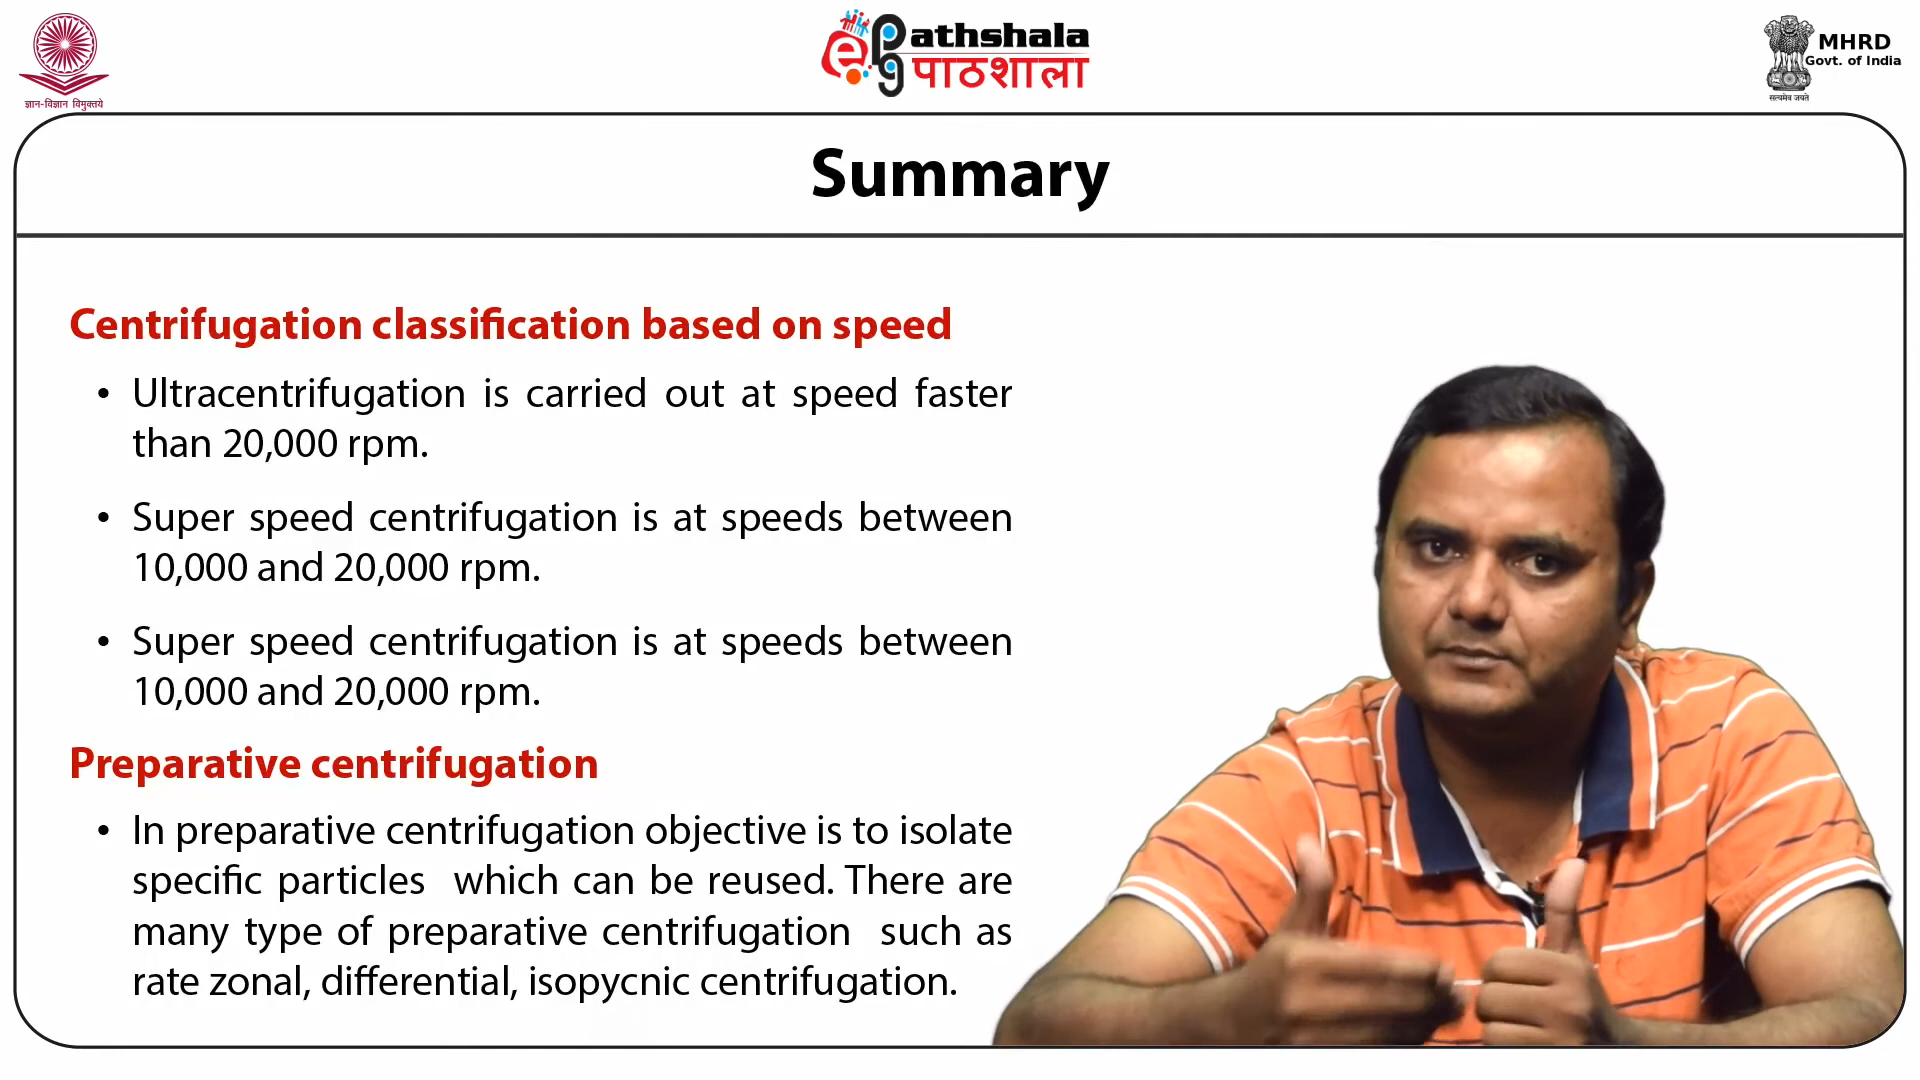 ज्ञान-विज्ञान विमुक्तये
ePathshala
पाठशाला
MHRD
Govt. of India
सत्यमेव जयते
Summary
Centrifugation classification based on speed
• Ultracentrifugation is carried out at speed faster
than 20,000 rpm.
• Super speed centrifugation is at speeds between
10,000 and 20,000 rpm.
• Super speed centrifugation is at speeds between
10,000 and 20,000 rpm.
Preparative centrifugation
• In preparative centrifugation objective is to isolate
specific particles which can be reused. There are
many type of preparative centrifugation such as
rate zonal, differential, isopycnic centrifugation.